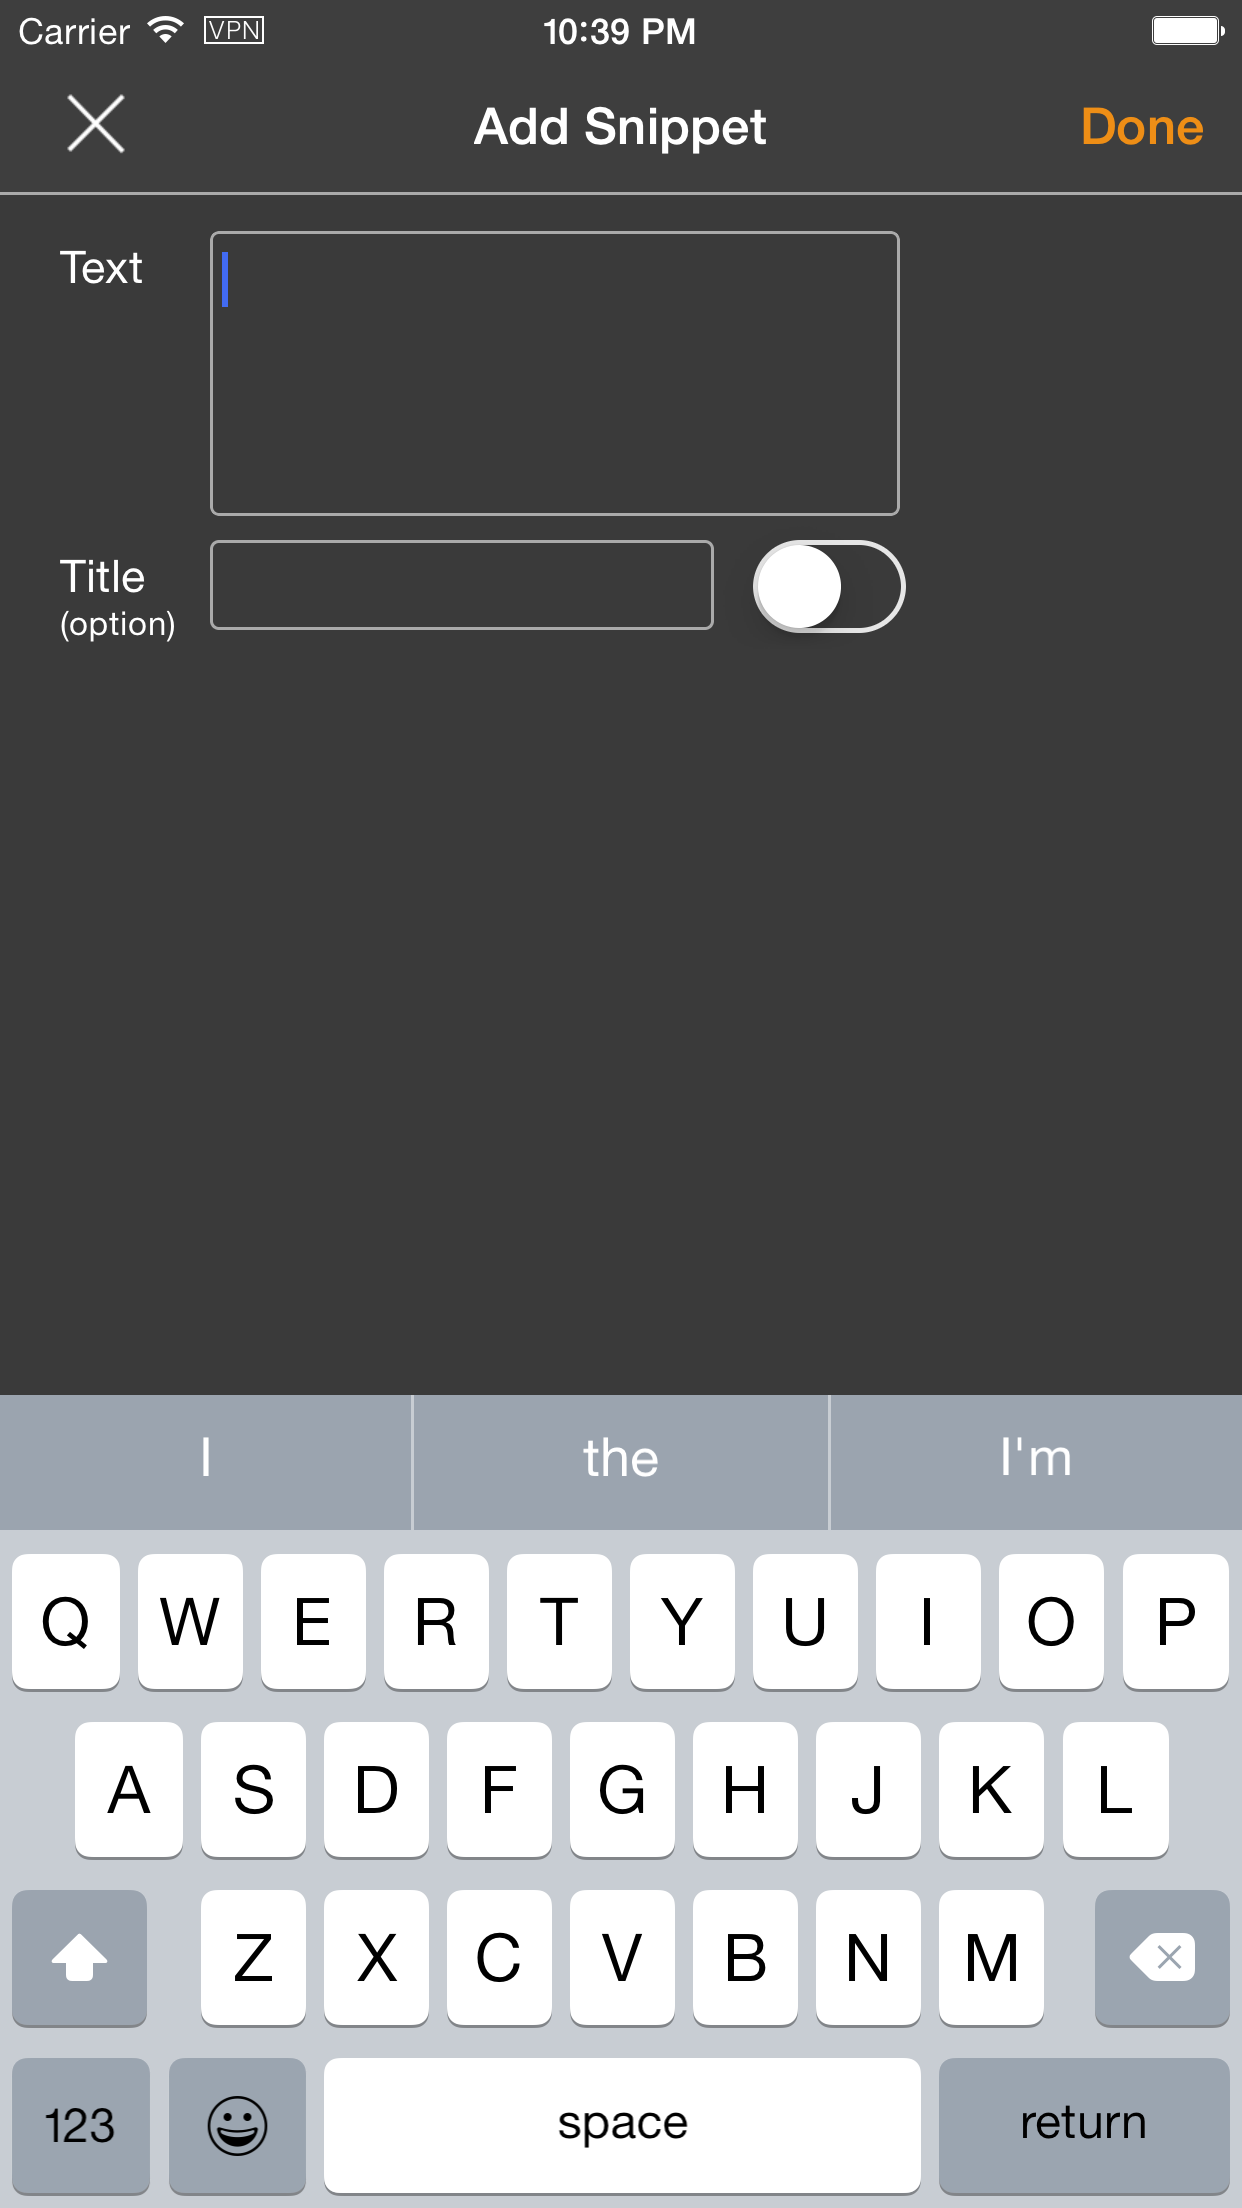 Carrier VPN 10:39 PM
Add Snippet Done
Text
Title
(option)
I the I'm
Q W E R T Y U I O P
A S D F G H J K L
Z X C V B N M
123 space return